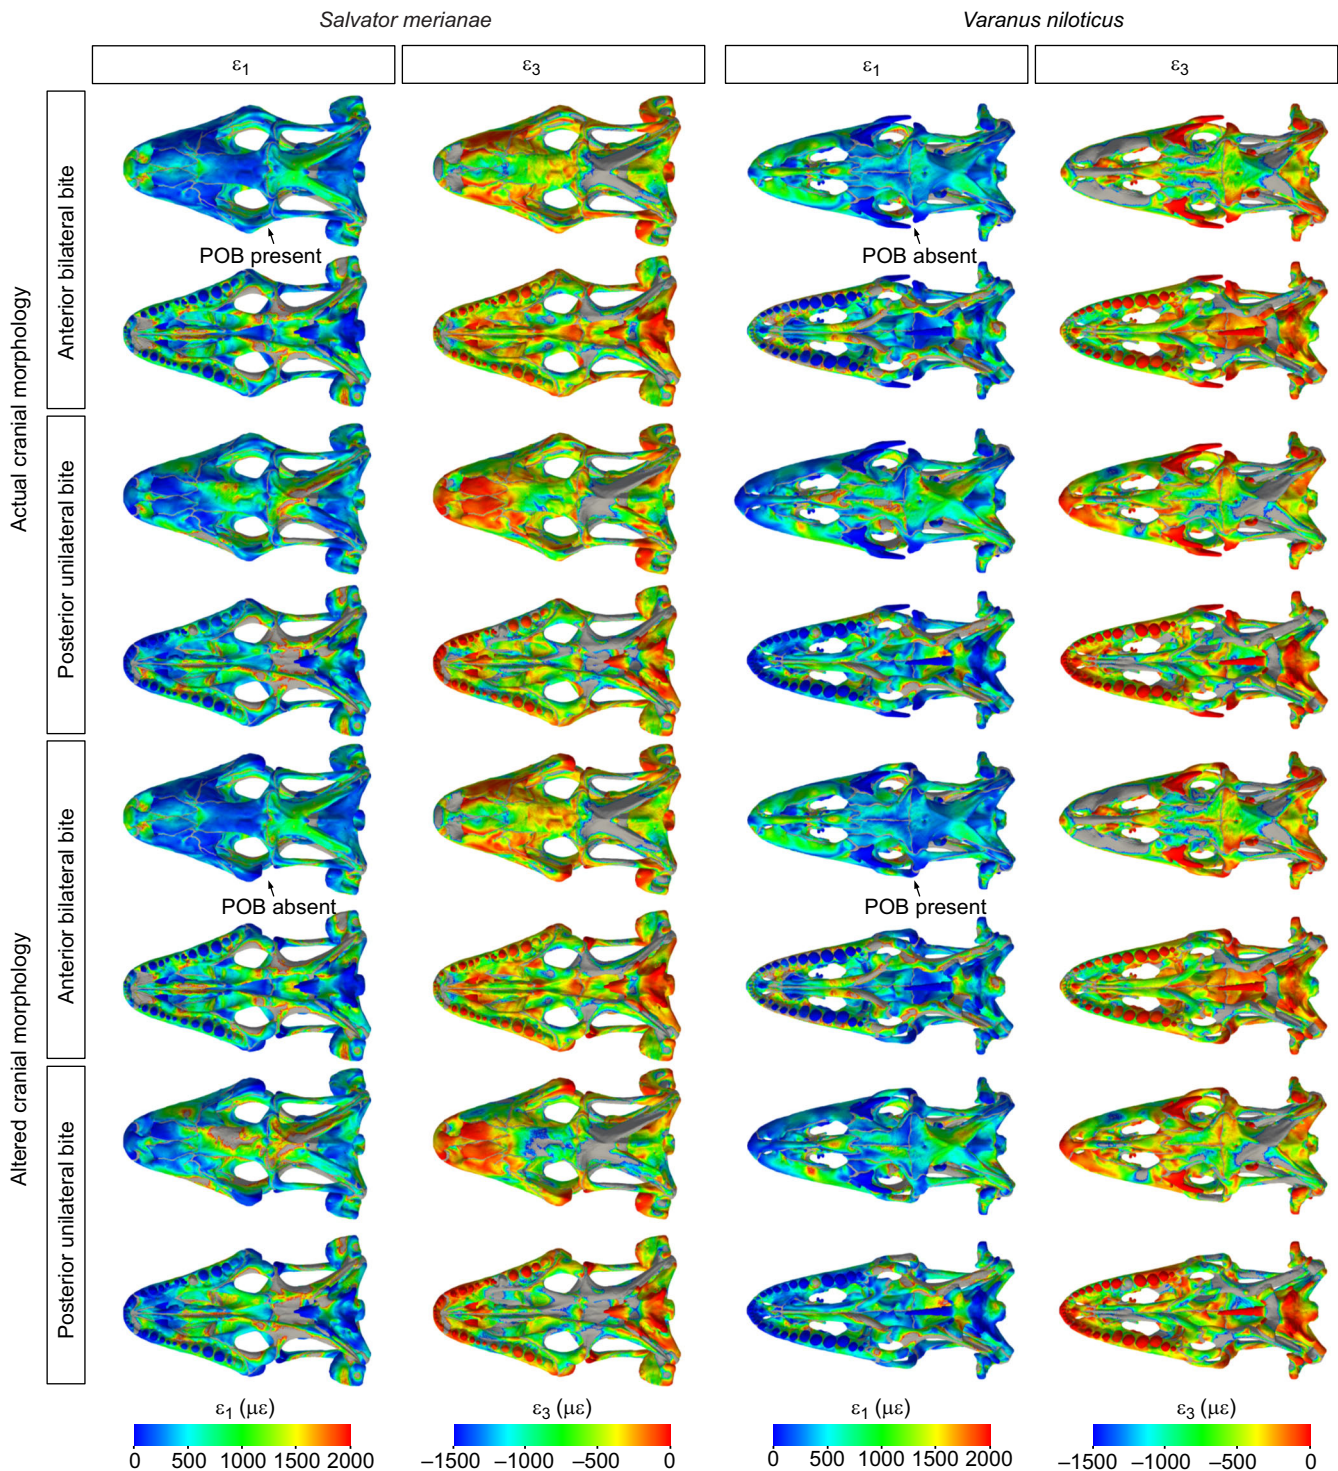 Salvator merianae
Varanus niloticus
ε1
ε3
ε1
ε3
Actual cranial morphology
Anterior bilateral bite
POB present
POB absent
Posterior unilateral bite
Altered cranial morphology
Anterior bilateral bite
POB absent
POB present
Posterior unilateral bite
ε1 (με)
ε3 (με)
ε1 (με)
ε3 (με)
0 500 1000 1500 2000
–1500 –1000 –500 0
0 500 1000 1500 2000
–1500 –1000 –500 0